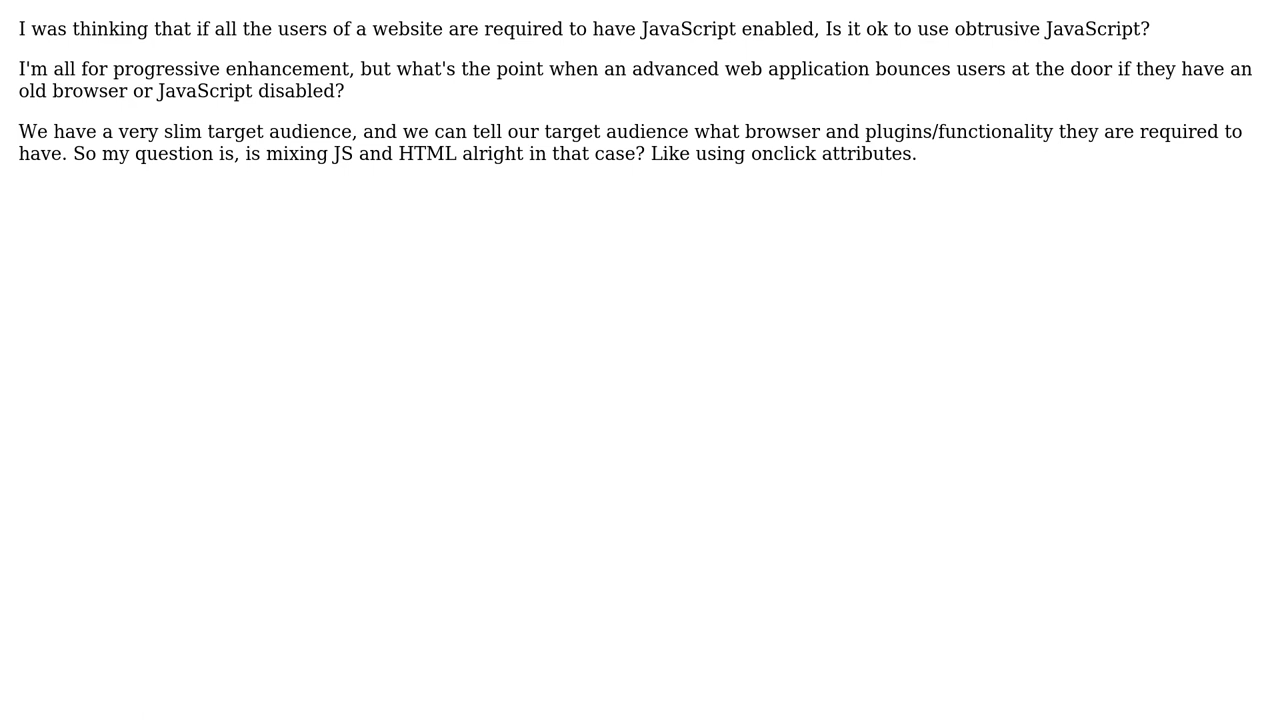 I was thinking that if all the users of a website are required to have JavaScript enabled, Is it ok to use obtrusive JavaScript?
I'm all for progressive enhancement, but what's the point when an advanced web application bounces users at the door if they have an
old browser or JavaScript disabled?
We have a very slim target audience, and we can tell our target audience what browser and plugins/functionality they are required to
have. So my question is, is mixing JS and HTML alright in that case? Like using onclick attributes.